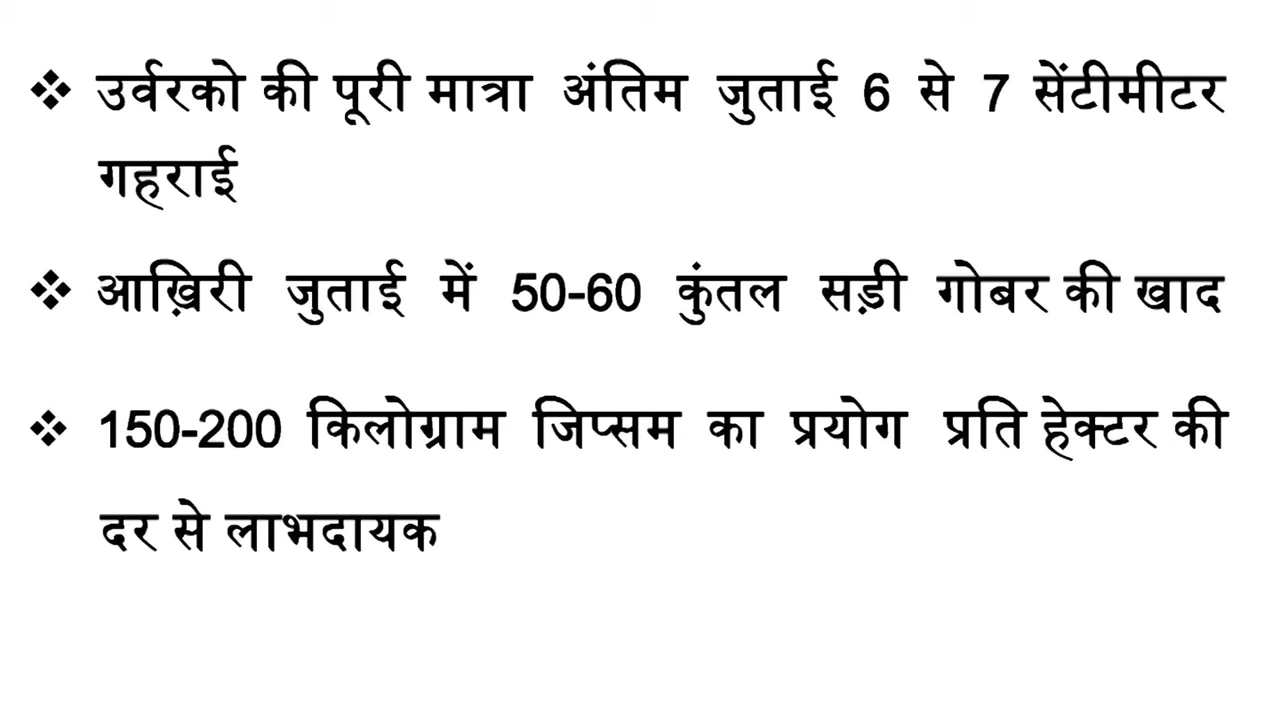 ❖ उर्वरको की पूरी मात्रा अंतिम जुताई 6 से 7 सेंटीमीटर
गहराई
❖ आख़िरी जुताई में 50-60 कुंतल सड़ी गोबर की खाद
❖ 150-200 किलोग्राम जिप्सम का प्रयोग प्रति हेक्टर की
दर से लाभदायक